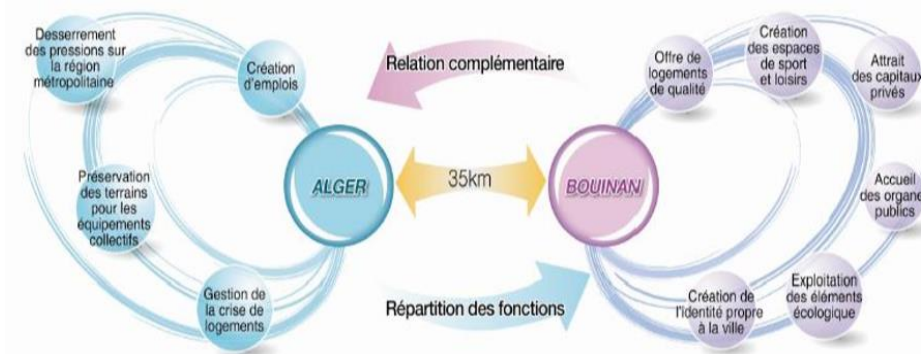 Desserrement
des pressions sur
la région
métropolitaine
Création
d'emplois
Préservation
des terrains
pour les
équipements
collectifs
Gestion de
la crise de
logements
ALGER
Relation complémentaire
35km
Répartition des fonctions
BOUINAN
Offre de
logements
de qualité
Création
des espaces
de sport
et loisirs
Attrait
des capitaux
privés
Accueil
des organe
publics
Exploitation
des éléments
écologique
Création de
l'identité propre
à la ville